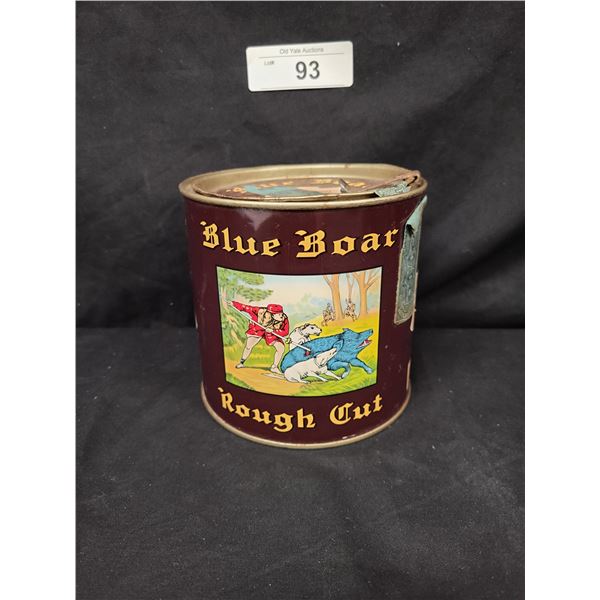 Old Yale Auctions
Lot#
93
Blue Boar
Rough Cut